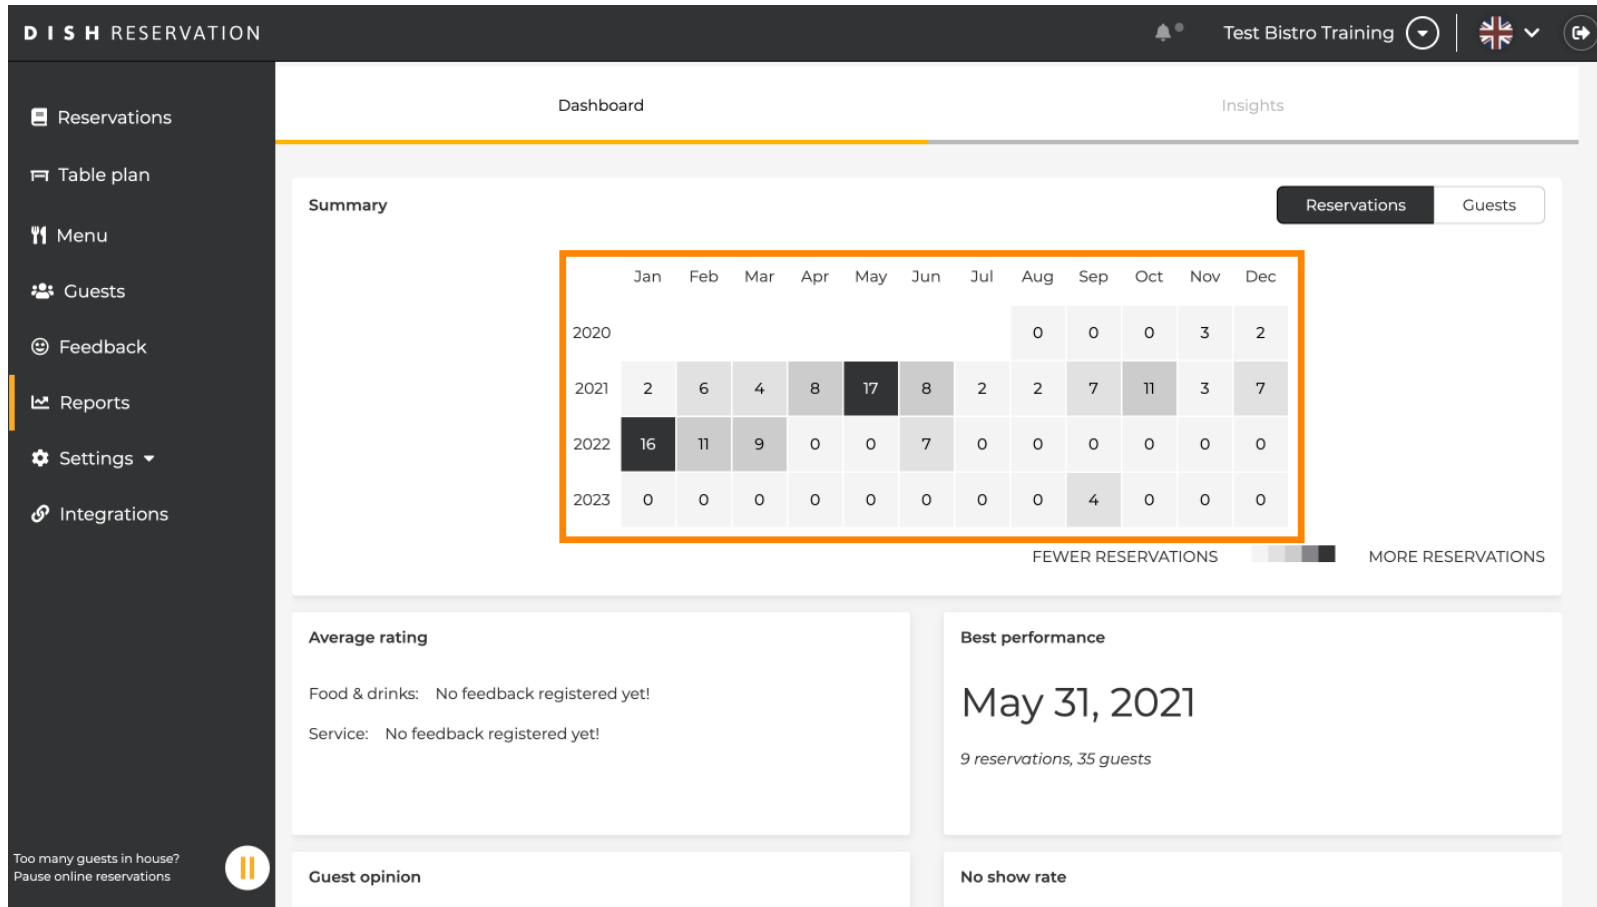 DISH RESERVATION
Test Bistro Training
Reservations
Table plan
Menu
Guests
Feedback
Reports
Settings
Integrations
Too many guests in house?
Pause online reservations
Dashboard Insights
Summary Reservations Guests
Jan Feb Mar Apr May Jun Jul Aug Sep Oct Nov Dec
2020 0 0 0 3 2
2021 2 6 4 8 17 8 2 2 7 11 3 7
2022 16 11 9 0 0 7 0 0 0 0 0 0
2023 0 0 0 0 0 0 0 0 4 0 0 0
FEWER RESERVATIONS MORE RESERVATIONS
Average rating
Food & drinks: No feedback registered yet!
Service: No feedback registered yet!
Best performance
May 31, 2021
9 reservations, 35 guests
Guest opinion
No show rate